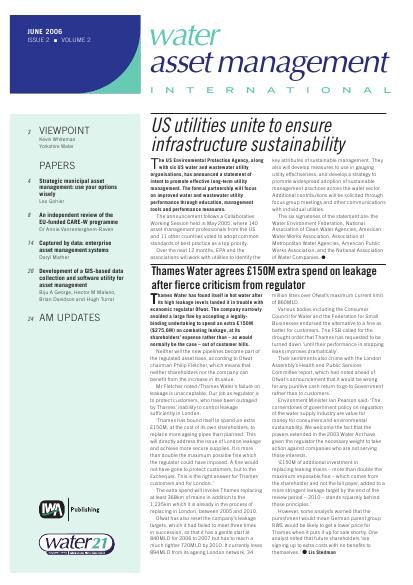 JUNE 2006
ISSUE 2 ■ VOLUME 2
water
asset management
INTERNATIONAL
3 VIEWPOINT
Kevin Whiteman
Yorkshire Water
PAPERS
4 Strategic municipal asset
management: use your options
wisely
Leo Gohier
8 An independent review of the
EU-funded CARE-W programme
Dr Annie Vanrenterghem-Raven
14 Captured by data: enterprise
asset management systems
Daryl Mather
20 Development of a GIS-based data
collection and software utility for
asset management
Biju A George, Hector M Malano,
Brian Davidson and Hugh Turral
24 AM UPDATES
IWA Publishing
water21
US utilities unite to ensure
infrastructure sustainability
The US Environmental Protection Agency, along
with six US water and wastewater utility
organisations, has announced a statement of
intent to promote effective long-term utility
management. The formal partnership will focus
on improved water and wastewater utility
performance through education, management
tools and performance measures.
The announcement follows a Collaborative
Working Session held in May 2005, where 140
asset management professionals from the US
and 11 other countries voted to adopt common
standards of best practice as a top priority.
Over the next 12 months, EPA and the
associations will work with utilities to identify the
key attributes of sustainable management. They
also will develop measures to use in gauging
utility effectiveness, and develop a strategy to
promote widespread adoption of sustainable
management practices across the water sector.
Additional contributions will be solicited through
focus group meetings and other communications
with individual utilities.
The six signatories of the statement are: the
Water Environment Federation, National
Association of Clean Water Agencies, American
Water Works Association, Association of
Metropolitan Water Agencies, American Public
Works Association, and the National Association
of Water Companies. ●
Thames Water agrees £150M extra spend on leakage
after fierce criticism from regulator
Thames Water has found itself in hot water after
its high leakage levels landed it in trouble with
economic regulator Ofwat. The company narrowly
avoided a large fine by accepting a legally-
binding undertaking to spend an extra £150M
($275.6M) on combating leakage, at its
shareholders' expense rather than – as would
normally be the case – out of customer bills.
Neither will the new pipelines become part of
the regulated asset base, according to Ofwat
chairman Philip Fletcher, which means that
neither shareholders nor the company can
benefit from the increase in its value.
Mr Fletcher noted: 'Thames Water's failure on
leakage is unacceptable. Our job as regulator is
to protect customers, who have been outraged
by Thames' inability to control leakage
sufficiently in London.
'Thames has bound itself to spend an extra
£150M, at the cost of its own shareholders, to
replace more ageing pipes than planned. This
will directly address the issue of London leakage
and achieve more secure supplies. It is more
than double the maximum possible fine which
the regulator could have imposed. A fine would
not have gone to protect customers, but to the
Exchequer. This is the right answer for Thames'
customers and for London.'
The extra spend will involve Thames replacing
at least 368km of mains in addition to the
1,235km which it is already in the process of
replacing in London, between 2005 and 2010.
Ofwat has also reset the company's leakage
targets, which it had failed to meet three times
in succession, so that it has a gentle start at
840MLD for 2006 to 2007 but has to reach a
much tighter 720MLD by 2010. It currently loses
894MLD from its ageing London network, 34
million litres over Ofwat's maximum current limit
of 860MLD.
Various bodies including the Consumer
Council for Water and the Federation for Small
Businesses endorsed the alternative to a fine as
better for customers. The FSB called for the
drought order that Thames has requested to be
turned down 'until their performance in stopping
leaks improves dramatically'.
Their sentiments also chime with the London
Assembly's Health and Public Services
Committee report, which had noted ahead of
Ofwat's announcement that it would be wrong
for any punitive cash return to go to Government
rather than to customers.
Environment Minister Ian Pearson said: 'The
cornerstones of government policy on regulation
of the water supply industry are value for
money for consumers and environmental
sustainability. We welcome the fact that the
powers extended in the 2003 Water Act have
given the regulator the necessary weight to take
action against companies who are not serving
those interests.
'£150M of additional investment in
replacing leaking mains – more than double the
maximum possible fine – which comes from
the shareholder and not the bill payer, added to a
more stringent leakage target by the end of the
review period – 2010 – stands squarely behind
those principles.'
However, some analysts warned that the
punishment would mean German parent group
RWE would be likely to get a lower price for
Thames when it puts it up for sale shortly. One
analyst noted that future shareholders 'are
signing up to extra costs with no benefits to
themselves.' ● Lis Stedman